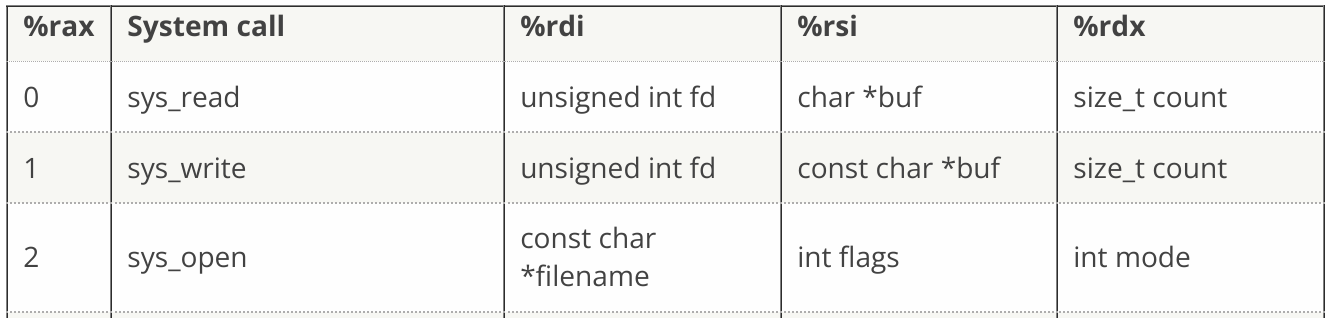 %rax System call %rdi %rsi %rdx
0 sys_read unsigned int fd char *buf size_t count
1 sys_write unsigned int fd const char *buf size_t count
2 sys_open const char *filename int flags int mode